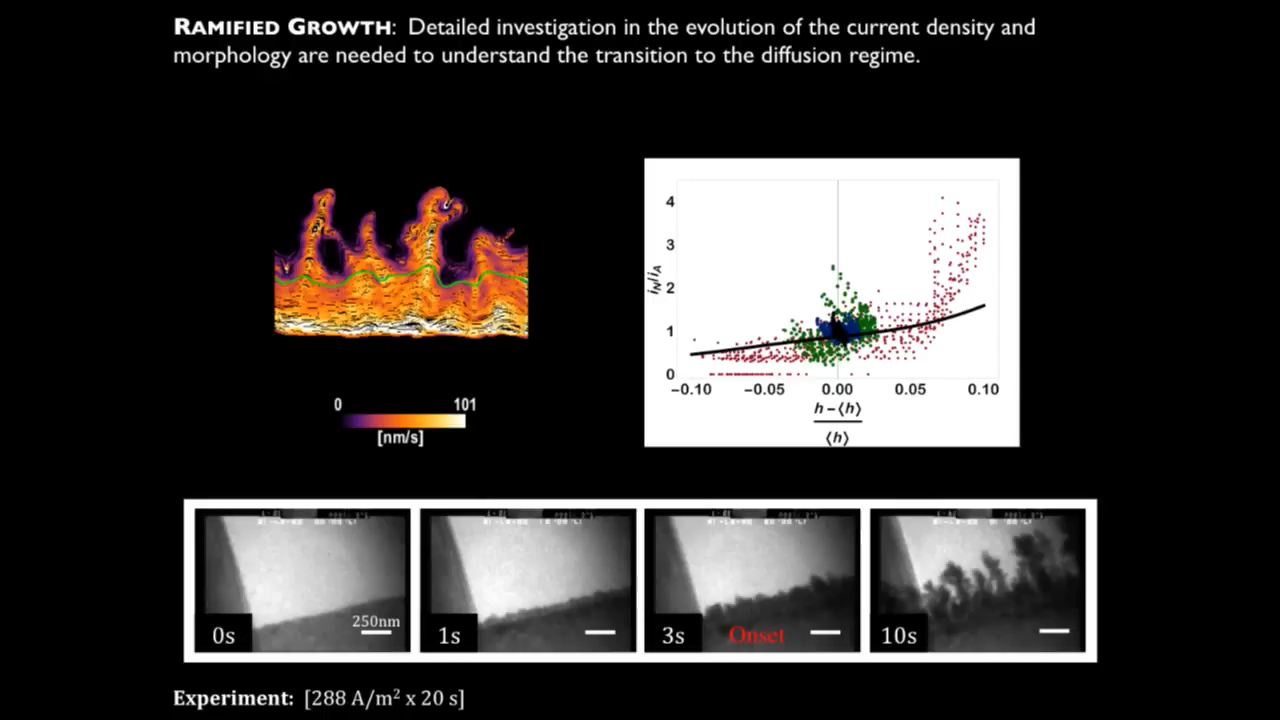 RAMIFIED GROWTH: Detailed investigation in the evolution of the current density and
morphology are needed to understand the transition to the diffusion regime.
0 101
[nm/s]
4
3
2
1
0
iN/iA
−0.10 −0.05 0.00 0.05 0.10
h − ⟨h⟩
⟨h⟩
250nm
0s
1s
3s
Onset
10s
Experiment: [288 A/m² x 20 s]